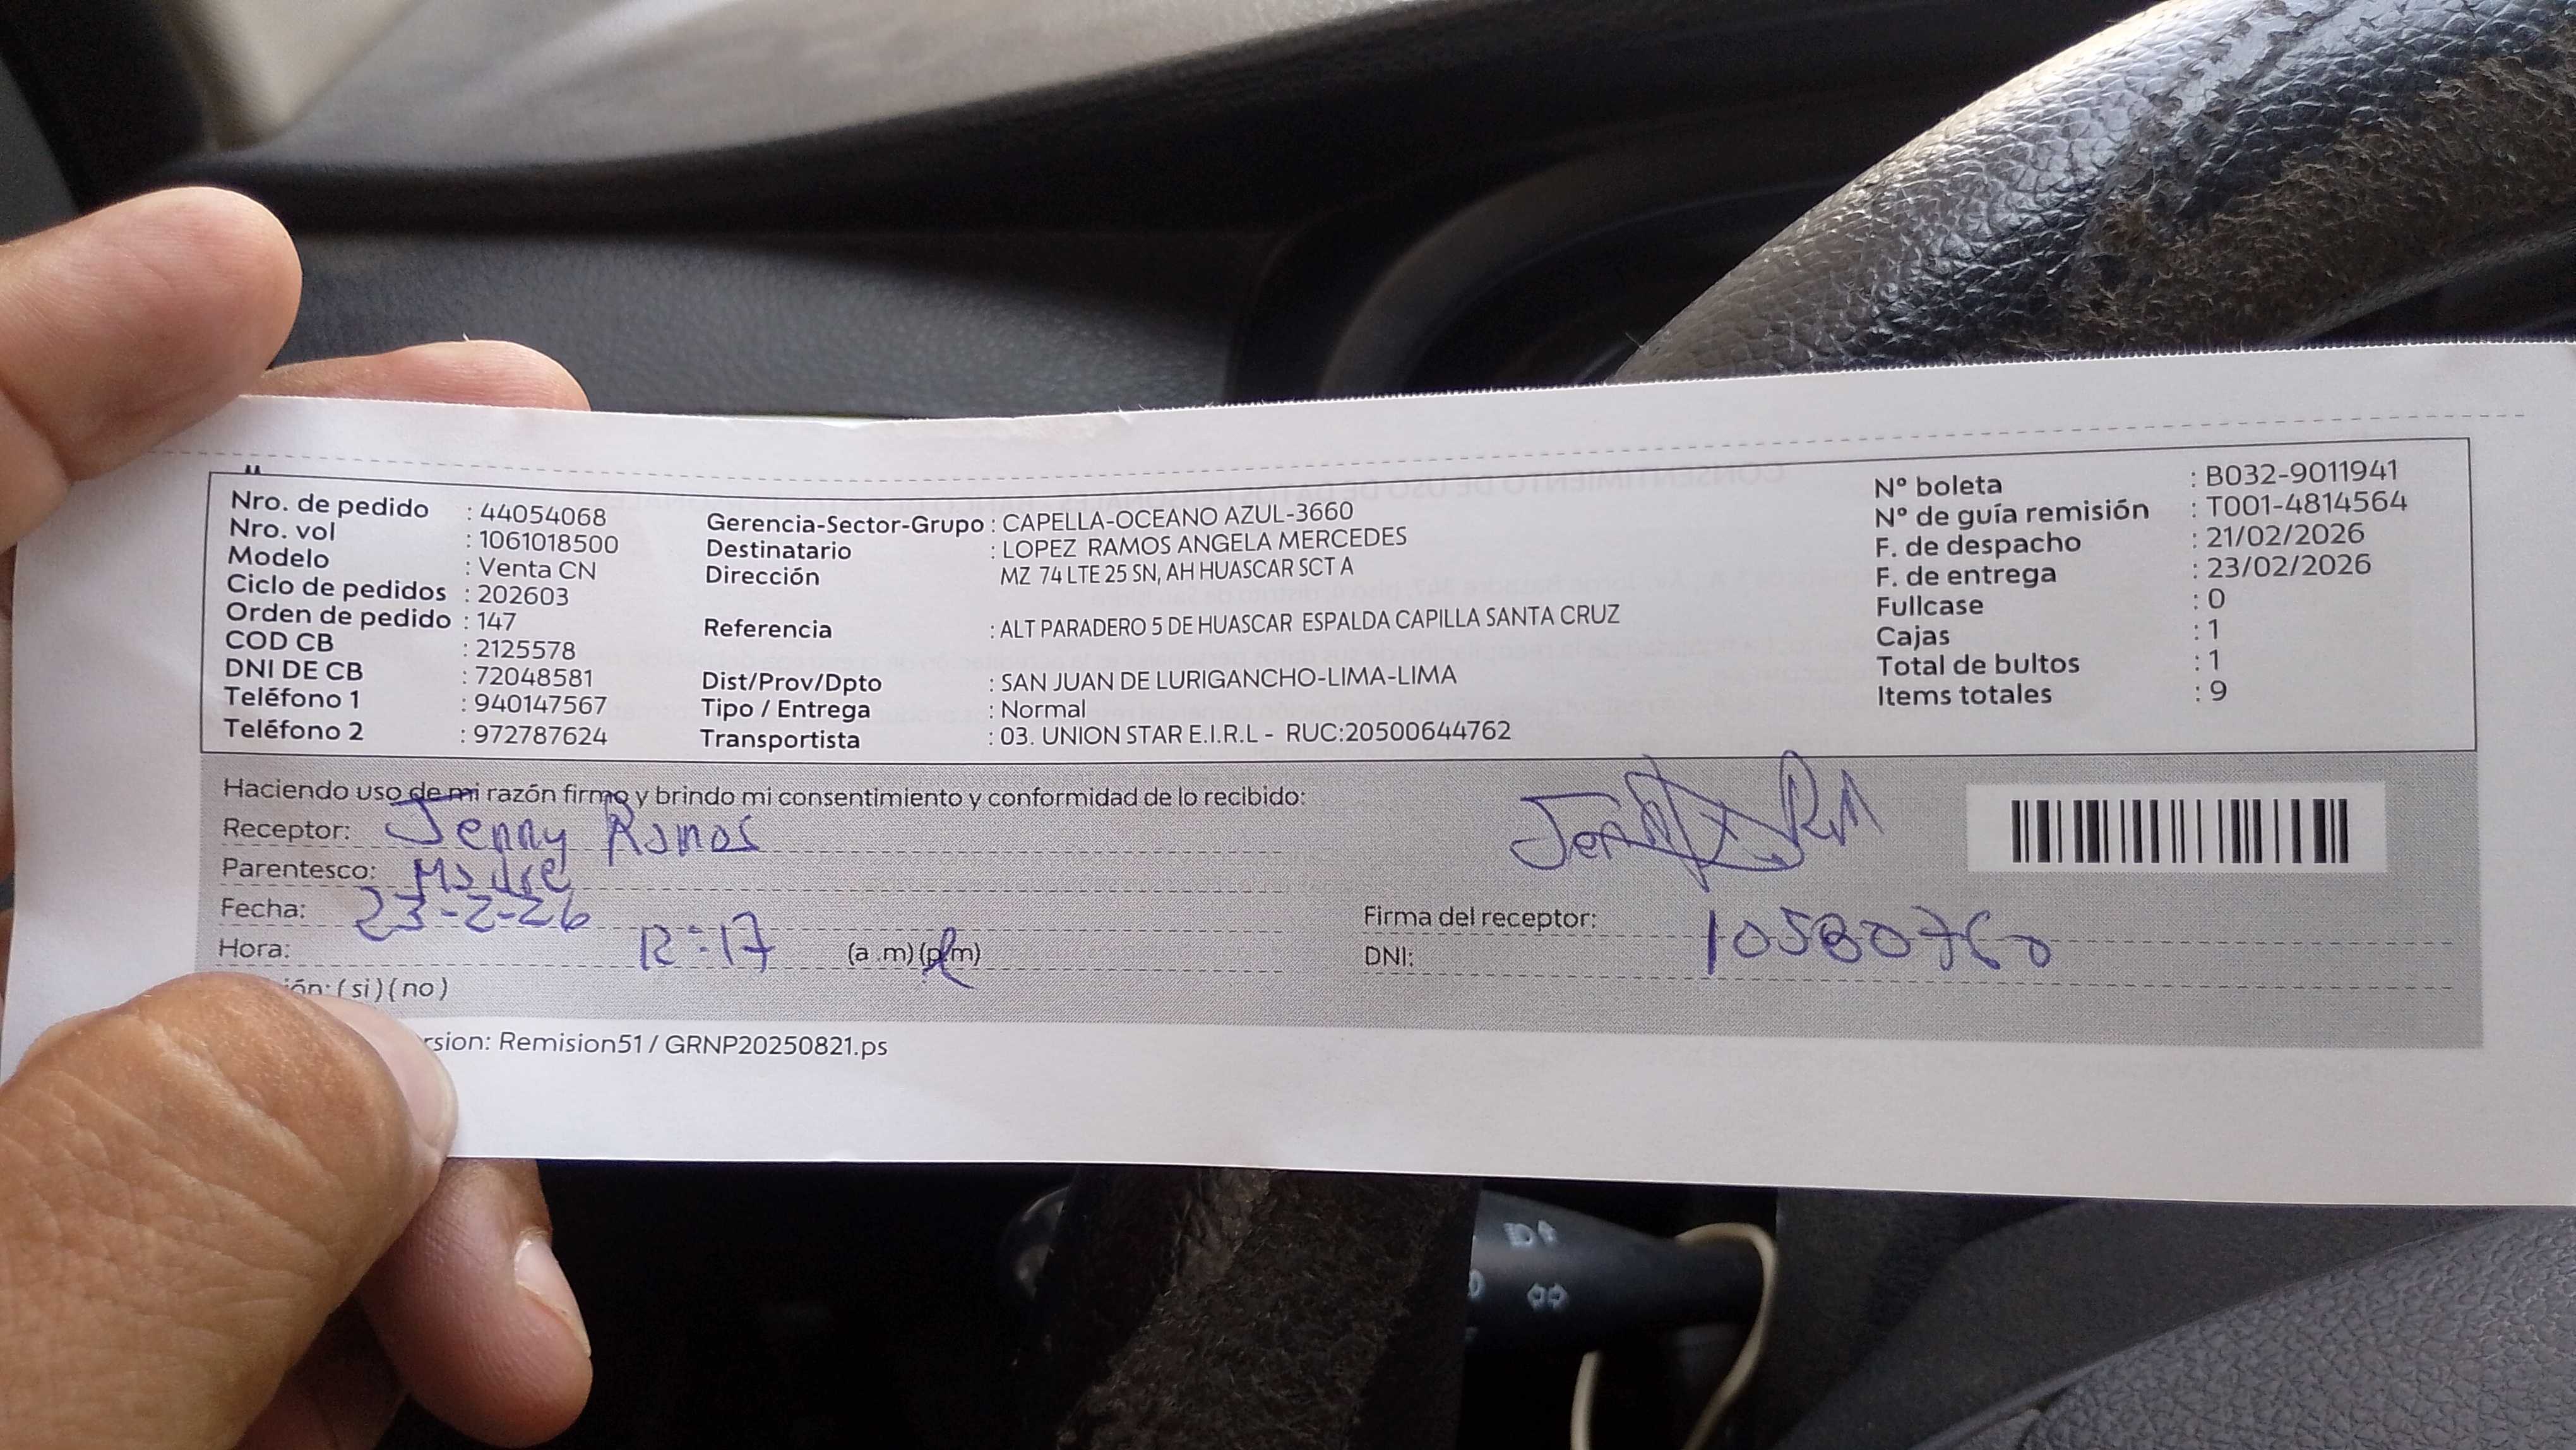 Nro. de pedido : 44054068
Nro. vol : 1061018500
Modelo : Venta CN
Ciclo de pedidos : 202603
Orden de pedido : 147
COD CB : 2125578
DNI DE CB : 72048581
Teléfono 1 : 940147567
Teléfono 2 : 972787624
Gerencia-Sector-Grupo : CAPELLA-OCEANO AZUL-3660
Destinatario : LOPEZ RAMOS ANGELA MERCEDES
Dirección MZ 74 LTE 25 SN, AH HUASCAR SCT A
Referencia : ALT PARADERO 5 DE HUASCAR ESPALDA CAPILLA SANTA CRUZ
Dist/Prov/Dpto : SAN JUAN DE LURIGANCHO-LIMA-LIMA
Tipo / Entrega : Normal
Transportista : 03. UNION STAR E.I.R.L - RUC:20500644762
N° boleta : B032-9011941
N° de guía remisión : T001-4814564
F. de despacho : 21/02/2026
F. de entrega : 23/02/2026
Fullcase : 0
Cajas : 1
Total de bultos : 1
Items totales : 9
Haciendo uso de mi razón firmo y brindo mi consentimiento y conformidad de lo recibido:
Receptor: Jenny Ramos
Parentesco: Madre
Fecha: 23-2-26
Hora: 12:17 (a .m) (p.m)
ión: ( si ) ( no )
Firma del receptor:
DNI: 10580760
rsion: Remision51 / GRNP20250821.ps